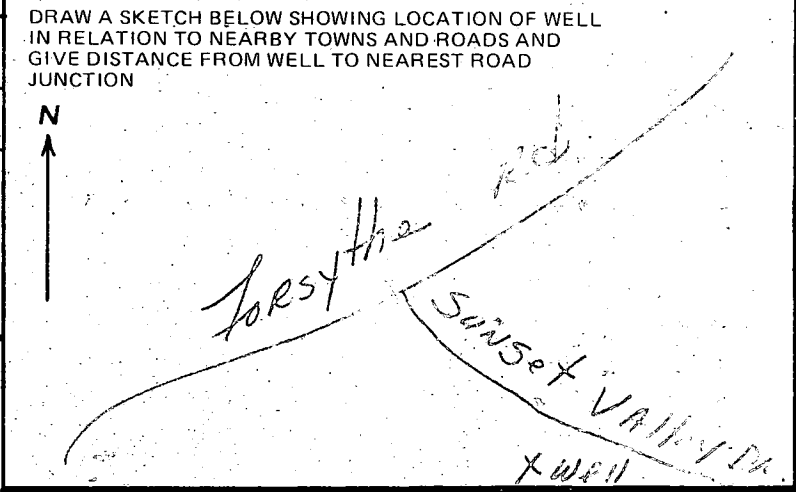 DRAW A SKETCH BELOW SHOWING LOCATION OF WELL
IN RELATION TO NEARBY TOWNS AND ROADS AND
GIVE DISTANCE FROM WELL TO NEAREST ROAD
JUNCTION
N
Forsythe Rd.
Sunset Valley Dr.
x Well